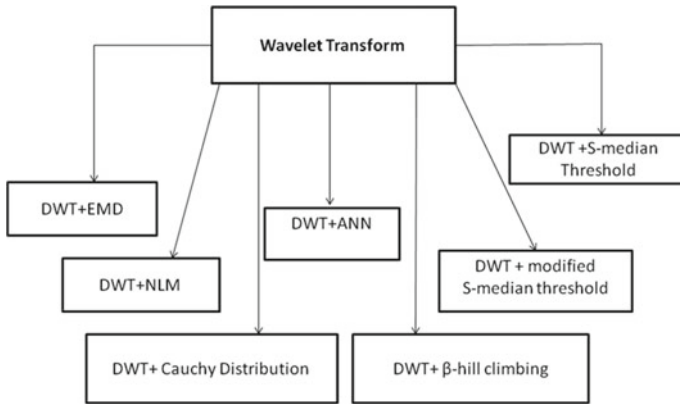 Wavelet Transform
DWT +S-median
Threshold
DWT+EMD
DWT+ANN
DWT+NLM
DWT + modified
S-median threshold
DWT+ Cauchy Distribution
DWT+ β-hill climbing